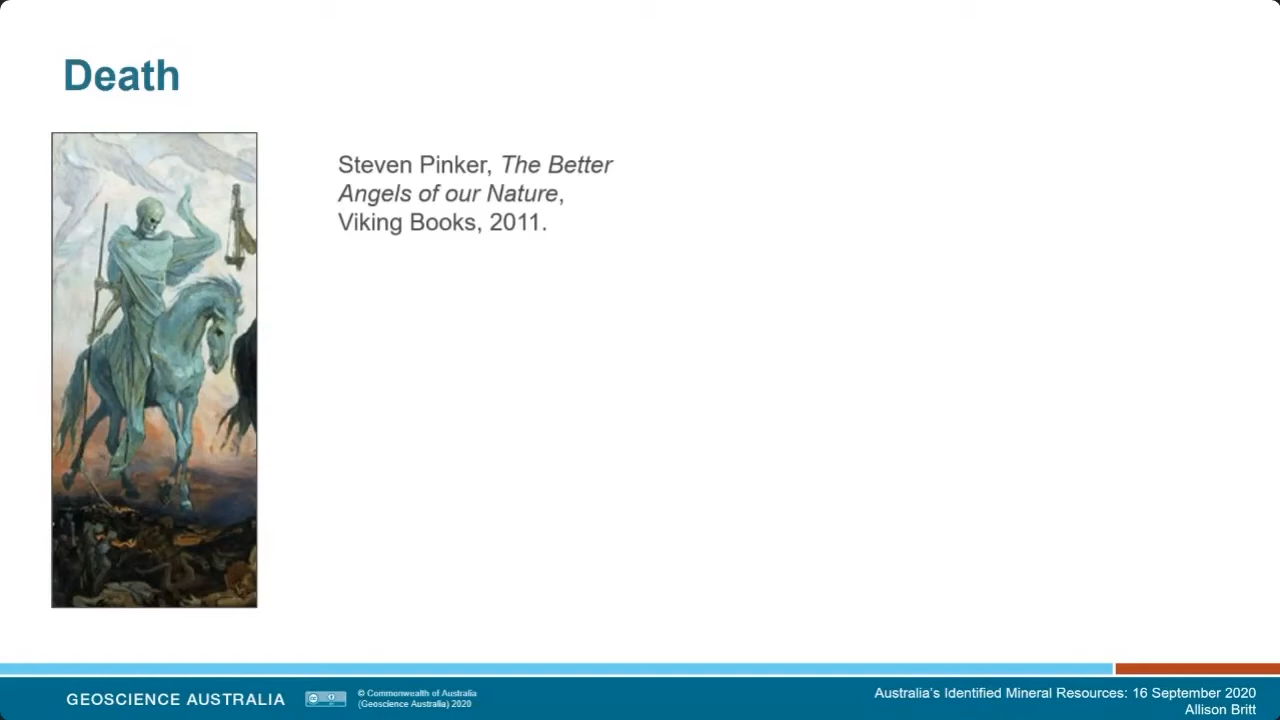 Death
Steven Pinker, The Better
Angels of our Nature,
Viking Books, 2011.
GEOSCIENCE AUSTRALIA
© Commonwealth of Australia
(Geoscience Australia) 2020
Australia's Identified Mineral Resources: 16 September 2020
Allison Britt